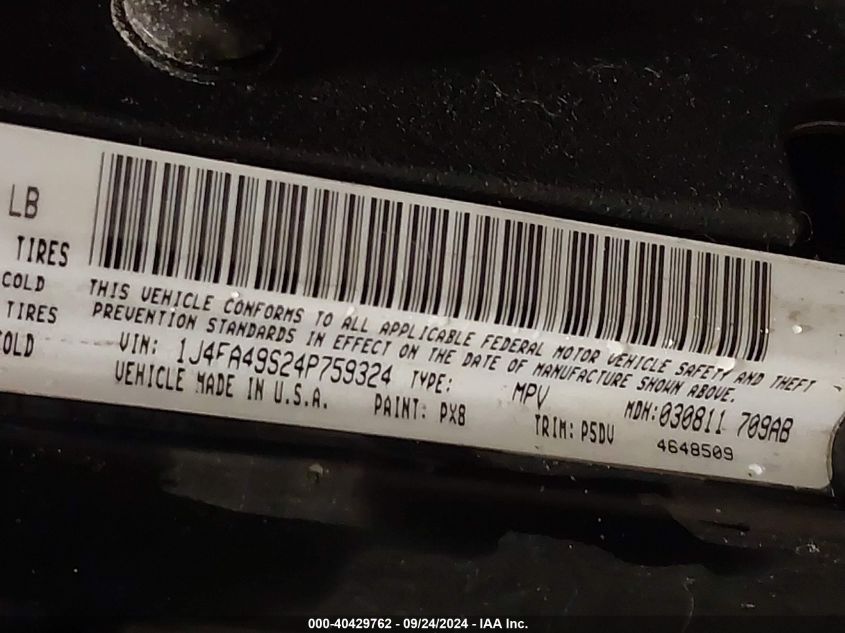 LB
TIRES
COLD
TIRES
COLD
THIS VEHICLE CONFORMS TO ALL APPLICABLE FEDERAL MOTOR VEHICLE SAFETY AND THEFT
PREVENTION STANDARDS IN EFFECT ON THE DATE OF MANUFACTURE SHOWN ABOVE.
VIN: 1J4FA49S24P759324 TYPE: MPV MDH:030811 709AB
VEHICLE MADE IN U.S.A. PAINT: PX8 TRIM: P5DV 4648509
000-40429762 - 09/24/2024 - IAA Inc.